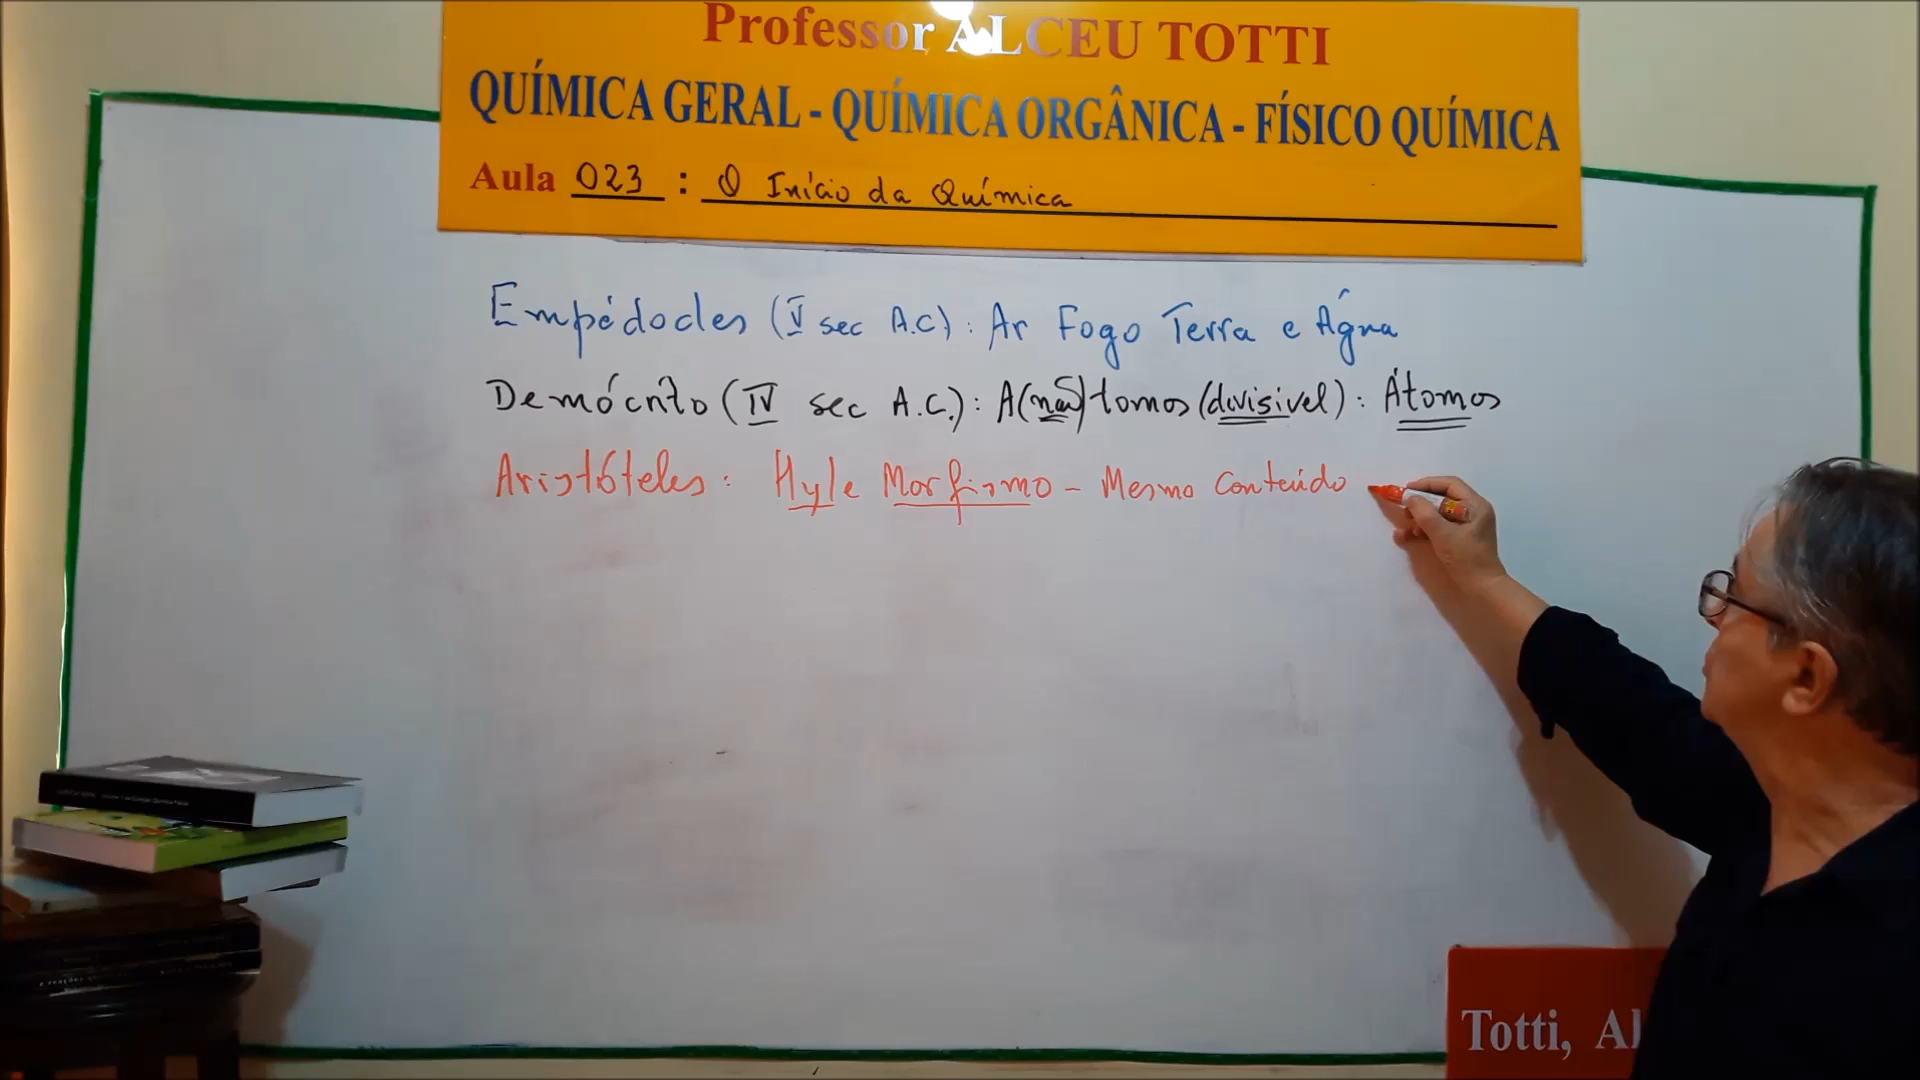 Professor ALCEU TOTTI
QUÍMICA GERAL - QUÍMICA ORGÂNICA - FÍSICO QUÍMICA
Aula 023 : O Início da Química
Empédocles (V sec A.C): Ar Fogo Terra e Água
Demócrito (IV sec A.C.): A(não)tomos (divisivel): Átomos
Aristóteles: Hyle Morfismo - Mesmo Conteúdo
Totti, Al